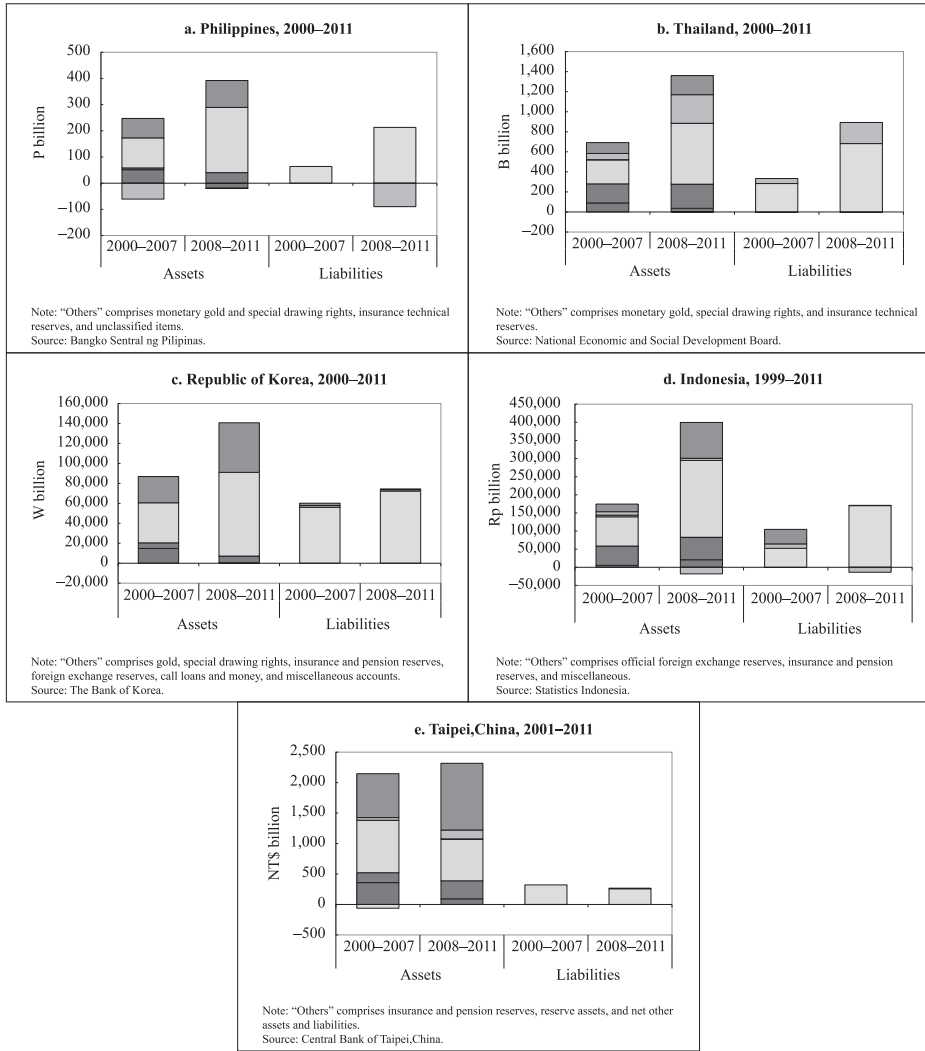 a. Philippines, 2000–2011
500
400
300
200
100
0
–100
–200
P billion
2000–2007 2008–2011 2000–2007 2008–2011
Assets Liabilities
Note: “Others” comprises monetary gold and special drawing rights, insurance technical
reserves, and unclassified items.
Source: Bangko Sentral ng Pilipinas.
b. Thailand, 2000–2011
1,600
1,400
1,200
1,000
800
600
400
200
0
–200
B billion
2000–2007 2008–2011 2000–2007 2008–2011
Assets Liabilities
Note: “Others” comprises monetary gold, special drawing rights, and insurance technical
reserves.
Source: National Economic and Social Development Board.
c. Republic of Korea, 2000–2011
160,000
140,000
120,000
100,000
80,000
60,000
40,000
20,000
0
–20,000
W billion
2000–2007 2008–2011 2000–2007 2008–2011
Assets Liabilities
Note: “Others” comprises gold, special drawing rights, insurance and pension reserves,
foreign exchange reserves, call loans and money, and miscellaneous accounts.
Source: The Bank of Korea.
d. Indonesia, 1999–2011
450,000
400,000
350,000
300,000
250,000
200,000
150,000
100,000
50,000
0
–50,000
Rp billion
2000–2007 2008–2011 2000–2007 2008–2011
Assets Liabilities
Note: “Others” comprises official foreign exchange reserves, insurance and pension
reserves, and miscellaneous.
Source: Statistics Indonesia.
e. Taipei,China, 2001–2011
2,500
2,000
1,500
1,000
500
0
–500
NT$ billion
2000–2007 2008–2011 2000–2007 2008–2011
Assets Liabilities
Note: “Others” comprises insurance and pension reserves, reserve assets, and net other
assets and liabilities.
Source: Central Bank of Taipei,China.